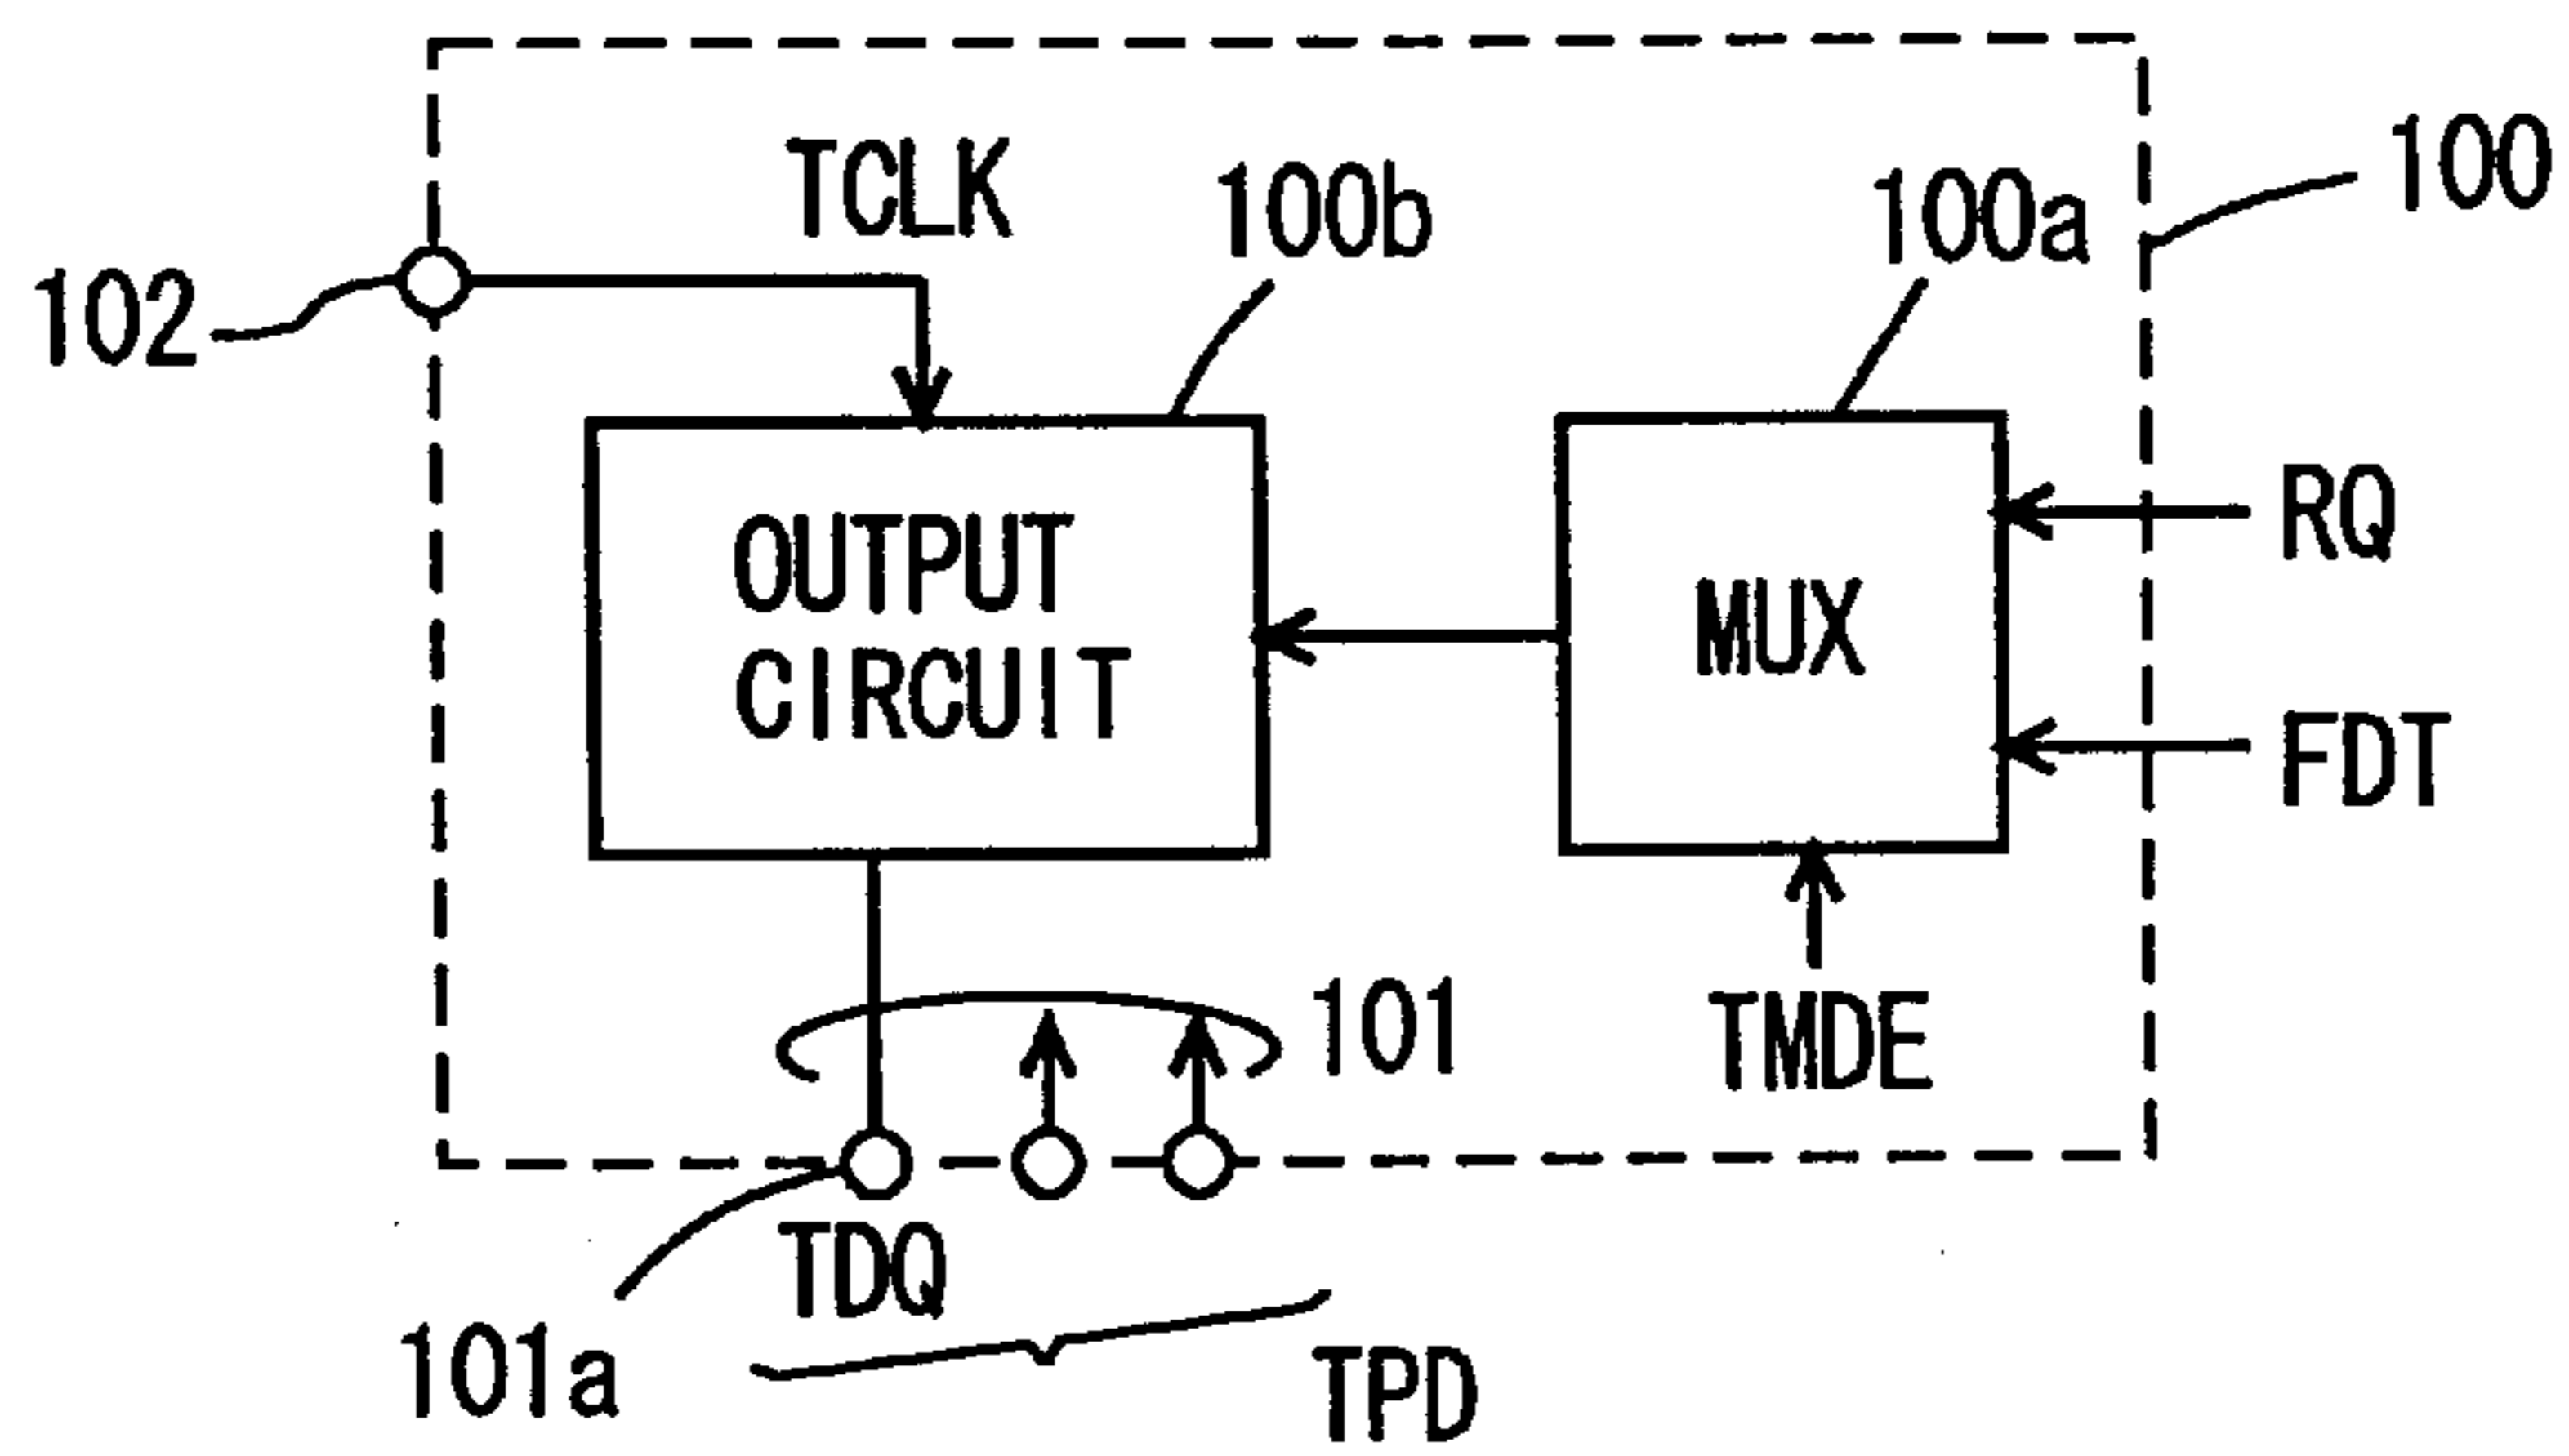 TCLK
100b
100a
100
102
OUTPUT
CIRCUIT
MUX
RQ
FDT
101
TMDE
TDQ
101a
TPD